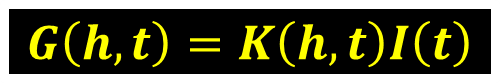 G(h,t) = K(h,t)I(t)